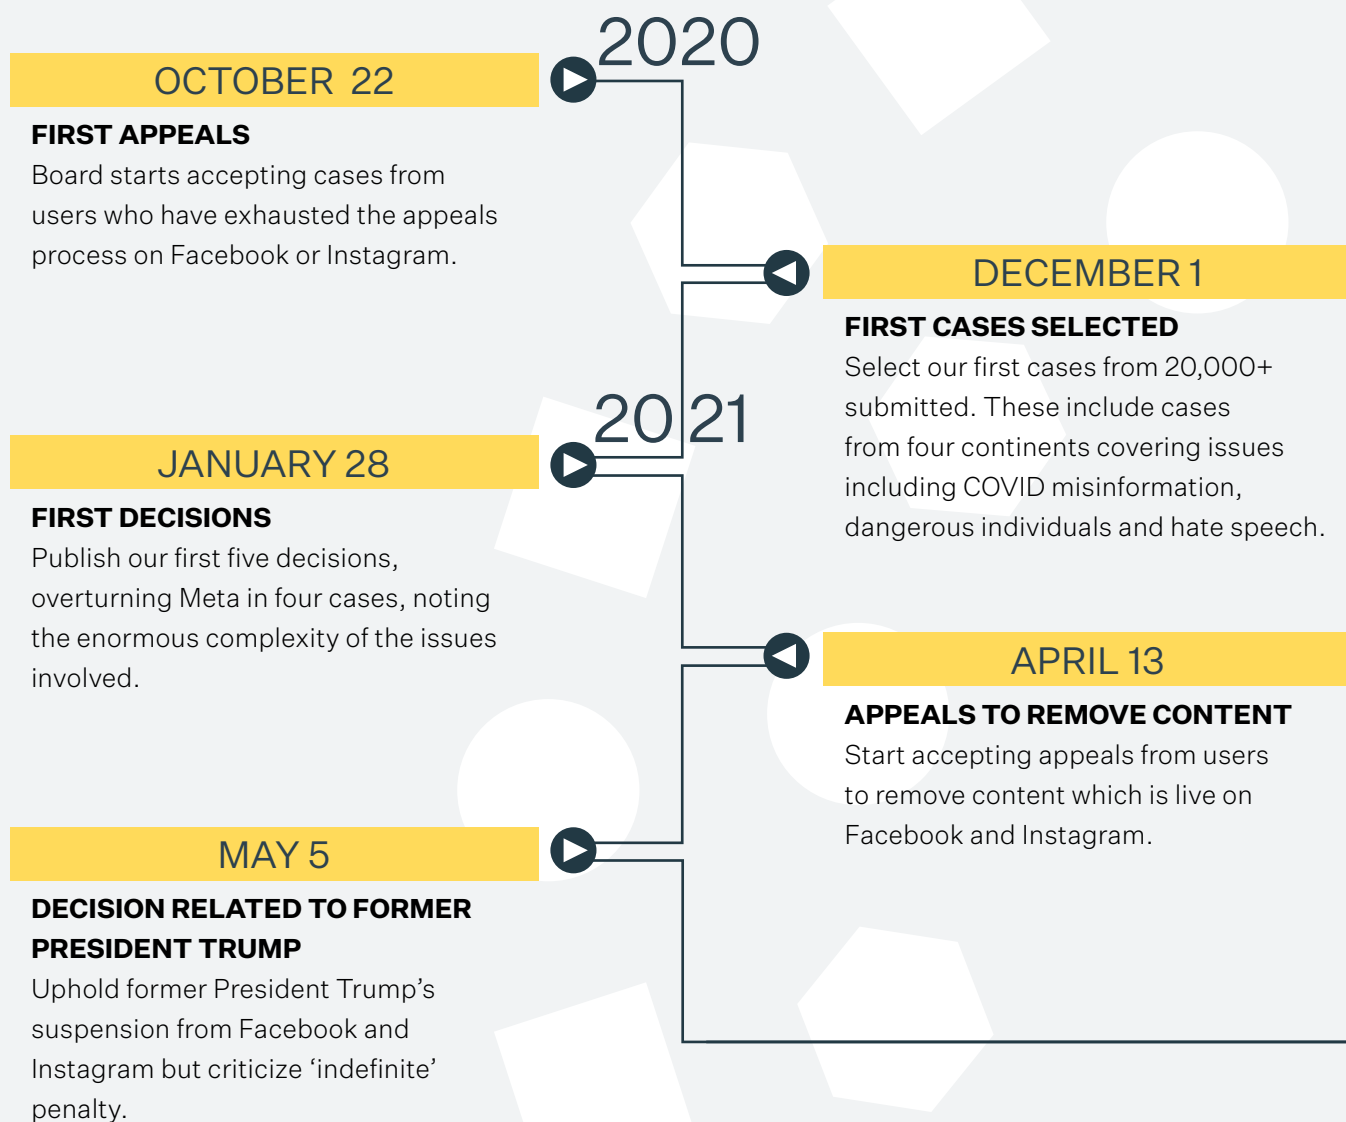 2020
OCTOBER 22
FIRST APPEALS
Board starts accepting cases from
users who have exhausted the appeals
process on Facebook or Instagram.
DECEMBER 1
FIRST CASES SELECTED
Select our first cases from 20,000+
submitted. These include cases
from four continents covering issues
including COVID misinformation,
dangerous individuals and hate speech.
2021
JANUARY 28
FIRST DECISIONS
Publish our first five decisions,
overturning Meta in four cases, noting
the enormous complexity of the issues
involved.
APRIL 13
APPEALS TO REMOVE CONTENT
Start accepting appeals from users
to remove content which is live on
Facebook and Instagram.
MAY 5
DECISION RELATED TO FORMER
PRESIDENT TRUMP
Uphold former President Trump’s
suspension from Facebook and
Instagram but criticize ‘indefinite’
penalty.